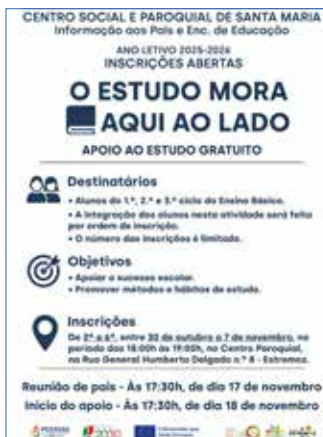 CENTRO SOCIAL E PAROQUIAL DE SANTA MARIA
Informação aos Pais e Enc. de Educação
ANO LETIVO 2025-2026
INSCRIÇÕES ABERTAS
O ESTUDO MORA
AQUI AO LADO
APOIO AO ESTUDO GRATUITO
Destinatários
• Alunos do 1.º, 2.º e 3.º ciclo do Ensino Básico.
• A integração dos alunos nesta atividade será feita
por ordem de inscrição.
• O número das inscrições é limitado.
Objetivos
• Apoiar o sucesso escolar.
• Promover métodos e hábitos de estudo.
Inscrições
De 2ª a 6ª, entre 30 de outubro a 7 de novembro, no
período das 18:00h às 19:00h, no Centro Paroquial,
na Rua General Humberto Delgado n.º 8 - Estremoz.
Reunião de pais - Às 17:30h, de dia 17 de novembro
Início do apoio - Às 17:30h, de dia 18 de novembro
PESSOAS
2030